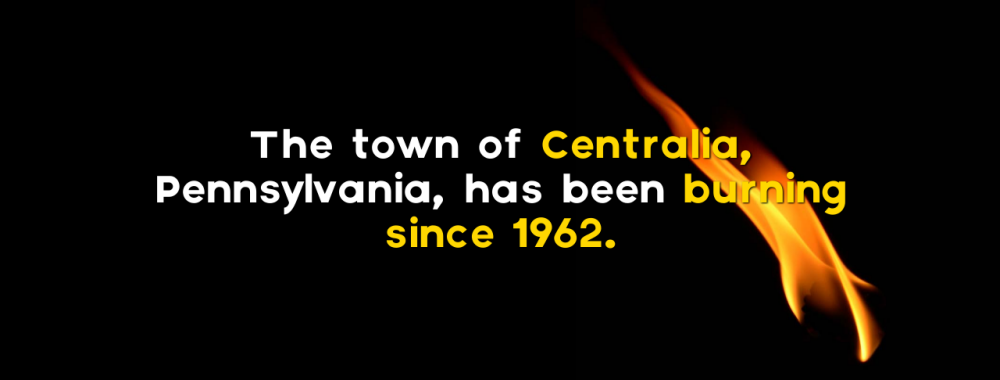 The town of Centralia,
Pennsylvania, has been burning
since 1962.